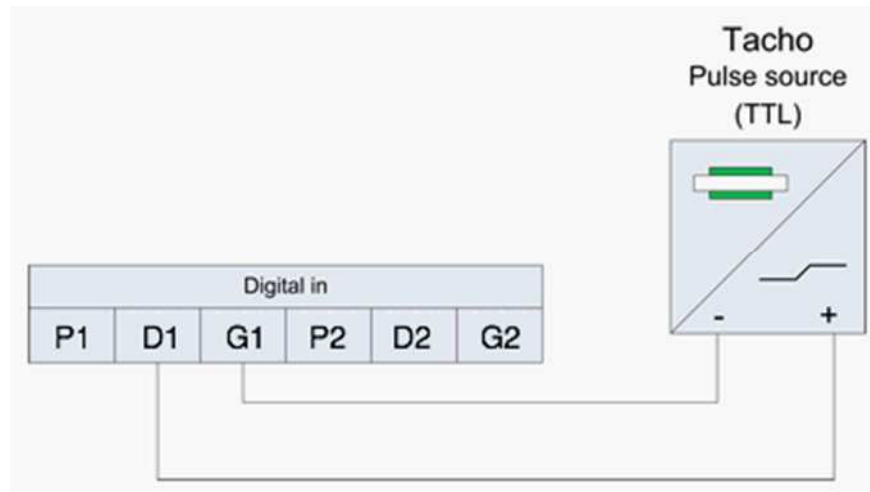 Tacho
Pulse source
(TTL)
- +
Digital in
P1 D1 G1 P2 D2 G2